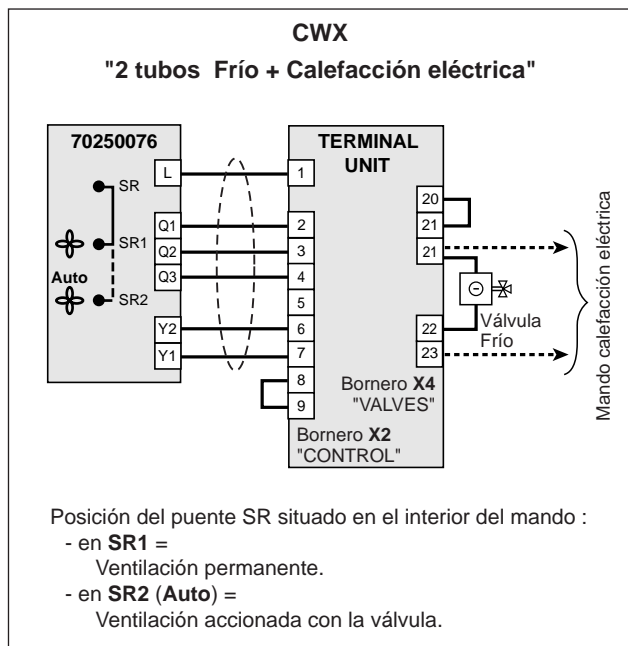 CWX
"2 tubos Frío + Calefacción eléctrica"
70250076
TERMINAL
UNIT
L
1
SR
20
Q1
2
21
SR1
Q2
3
21
Auto
Q3
4
SR2
5
Válvula
Frío
Y2
6
22
Y1
7
23
8
Bornero X4
"VALVES"
9
Bornero X2
"CONTROL"
Mando calefacción eléctrica
Posición del puente SR situado en el interior del mando :
- en SR1 =
Ventilación permanente.
- en SR2 (Auto) =
Ventilación accionada con la válvula.